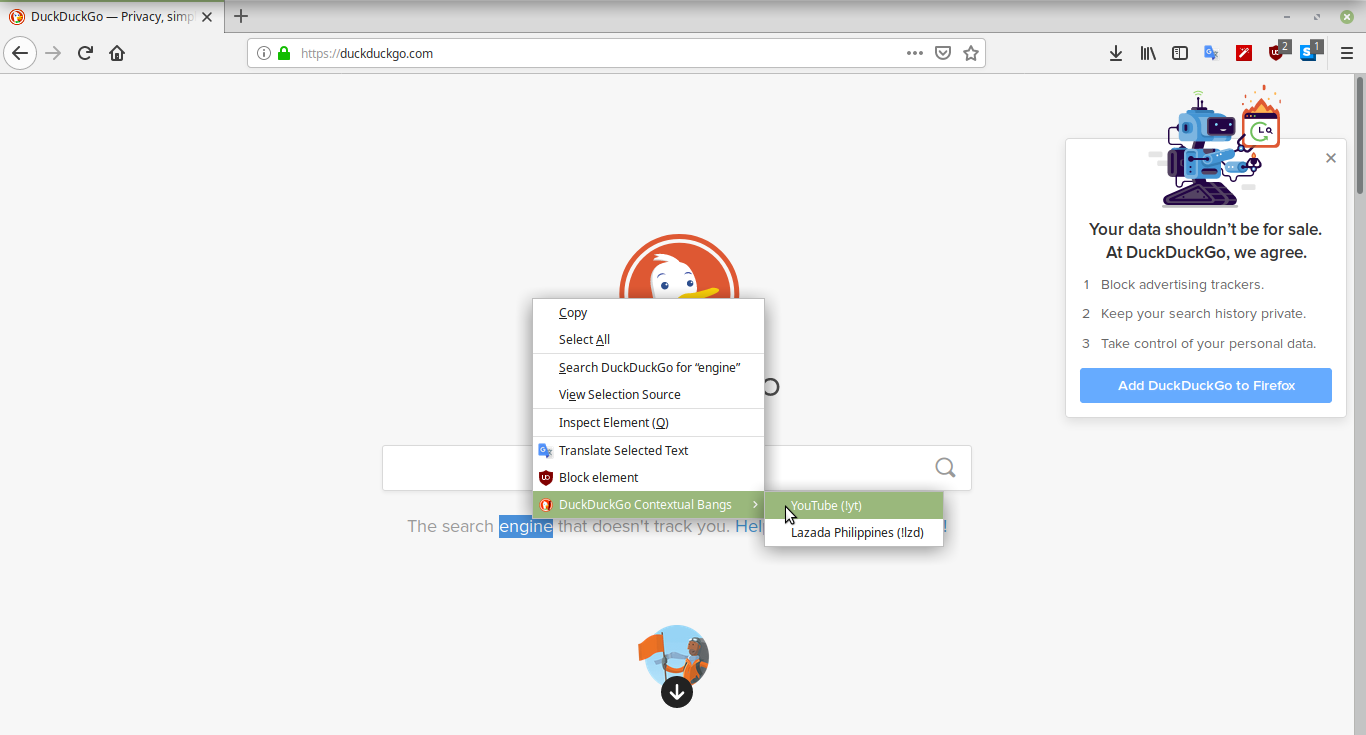 DuckDuckGo — Privacy, simp
https://duckduckgo.com
2
1
Your data shouldn't be for sale.
At DuckDuckGo, we agree.
1 Block advertising trackers.
2 Keep your search history private.
3 Take control of your personal data.
Add DuckDuckGo to Firefox
Copy
Select All
Search DuckDuckGo for “engine”
View Selection Source
Inspect Element (Q)
Translate Selected Text
Block element
DuckDuckGo Contextual Bangs
YouTube (!yt)
Lazada Philippines (!lzd)
o
The search engine that doesn't track you. Hel !